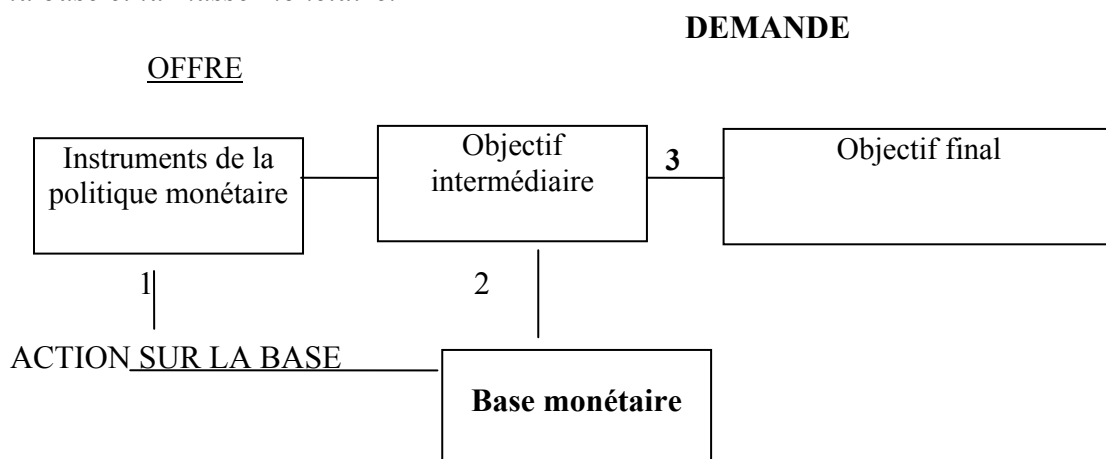 DEMANDE
OFFRE
Instruments de la
politique monétaire
Objectif
intermédiaire
3
Objectif final
1
2
ACTION SUR LA BASE
Base monétaire